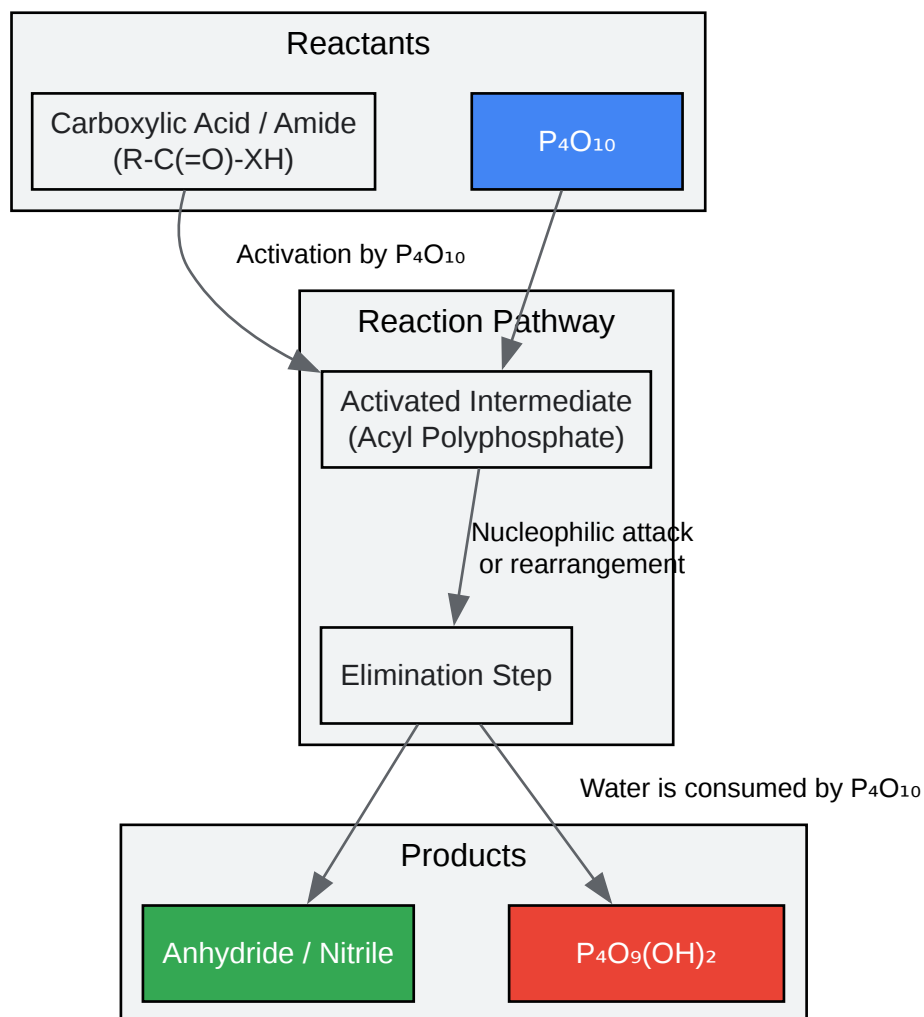 Reactants
Carboxylic Acid / Amide
(R-C(=O)-XH)
P₄O₁₀
Activation by P₄O₁₀
Reaction Pathway
Activated Intermediate
(Acyl Polyphosphate)
Nucleophilic attack
or rearrangement
Elimination Step
Water is consumed by P₄O₁₀
Products
Anhydride / Nitrile
P₄O₉(OH)₂